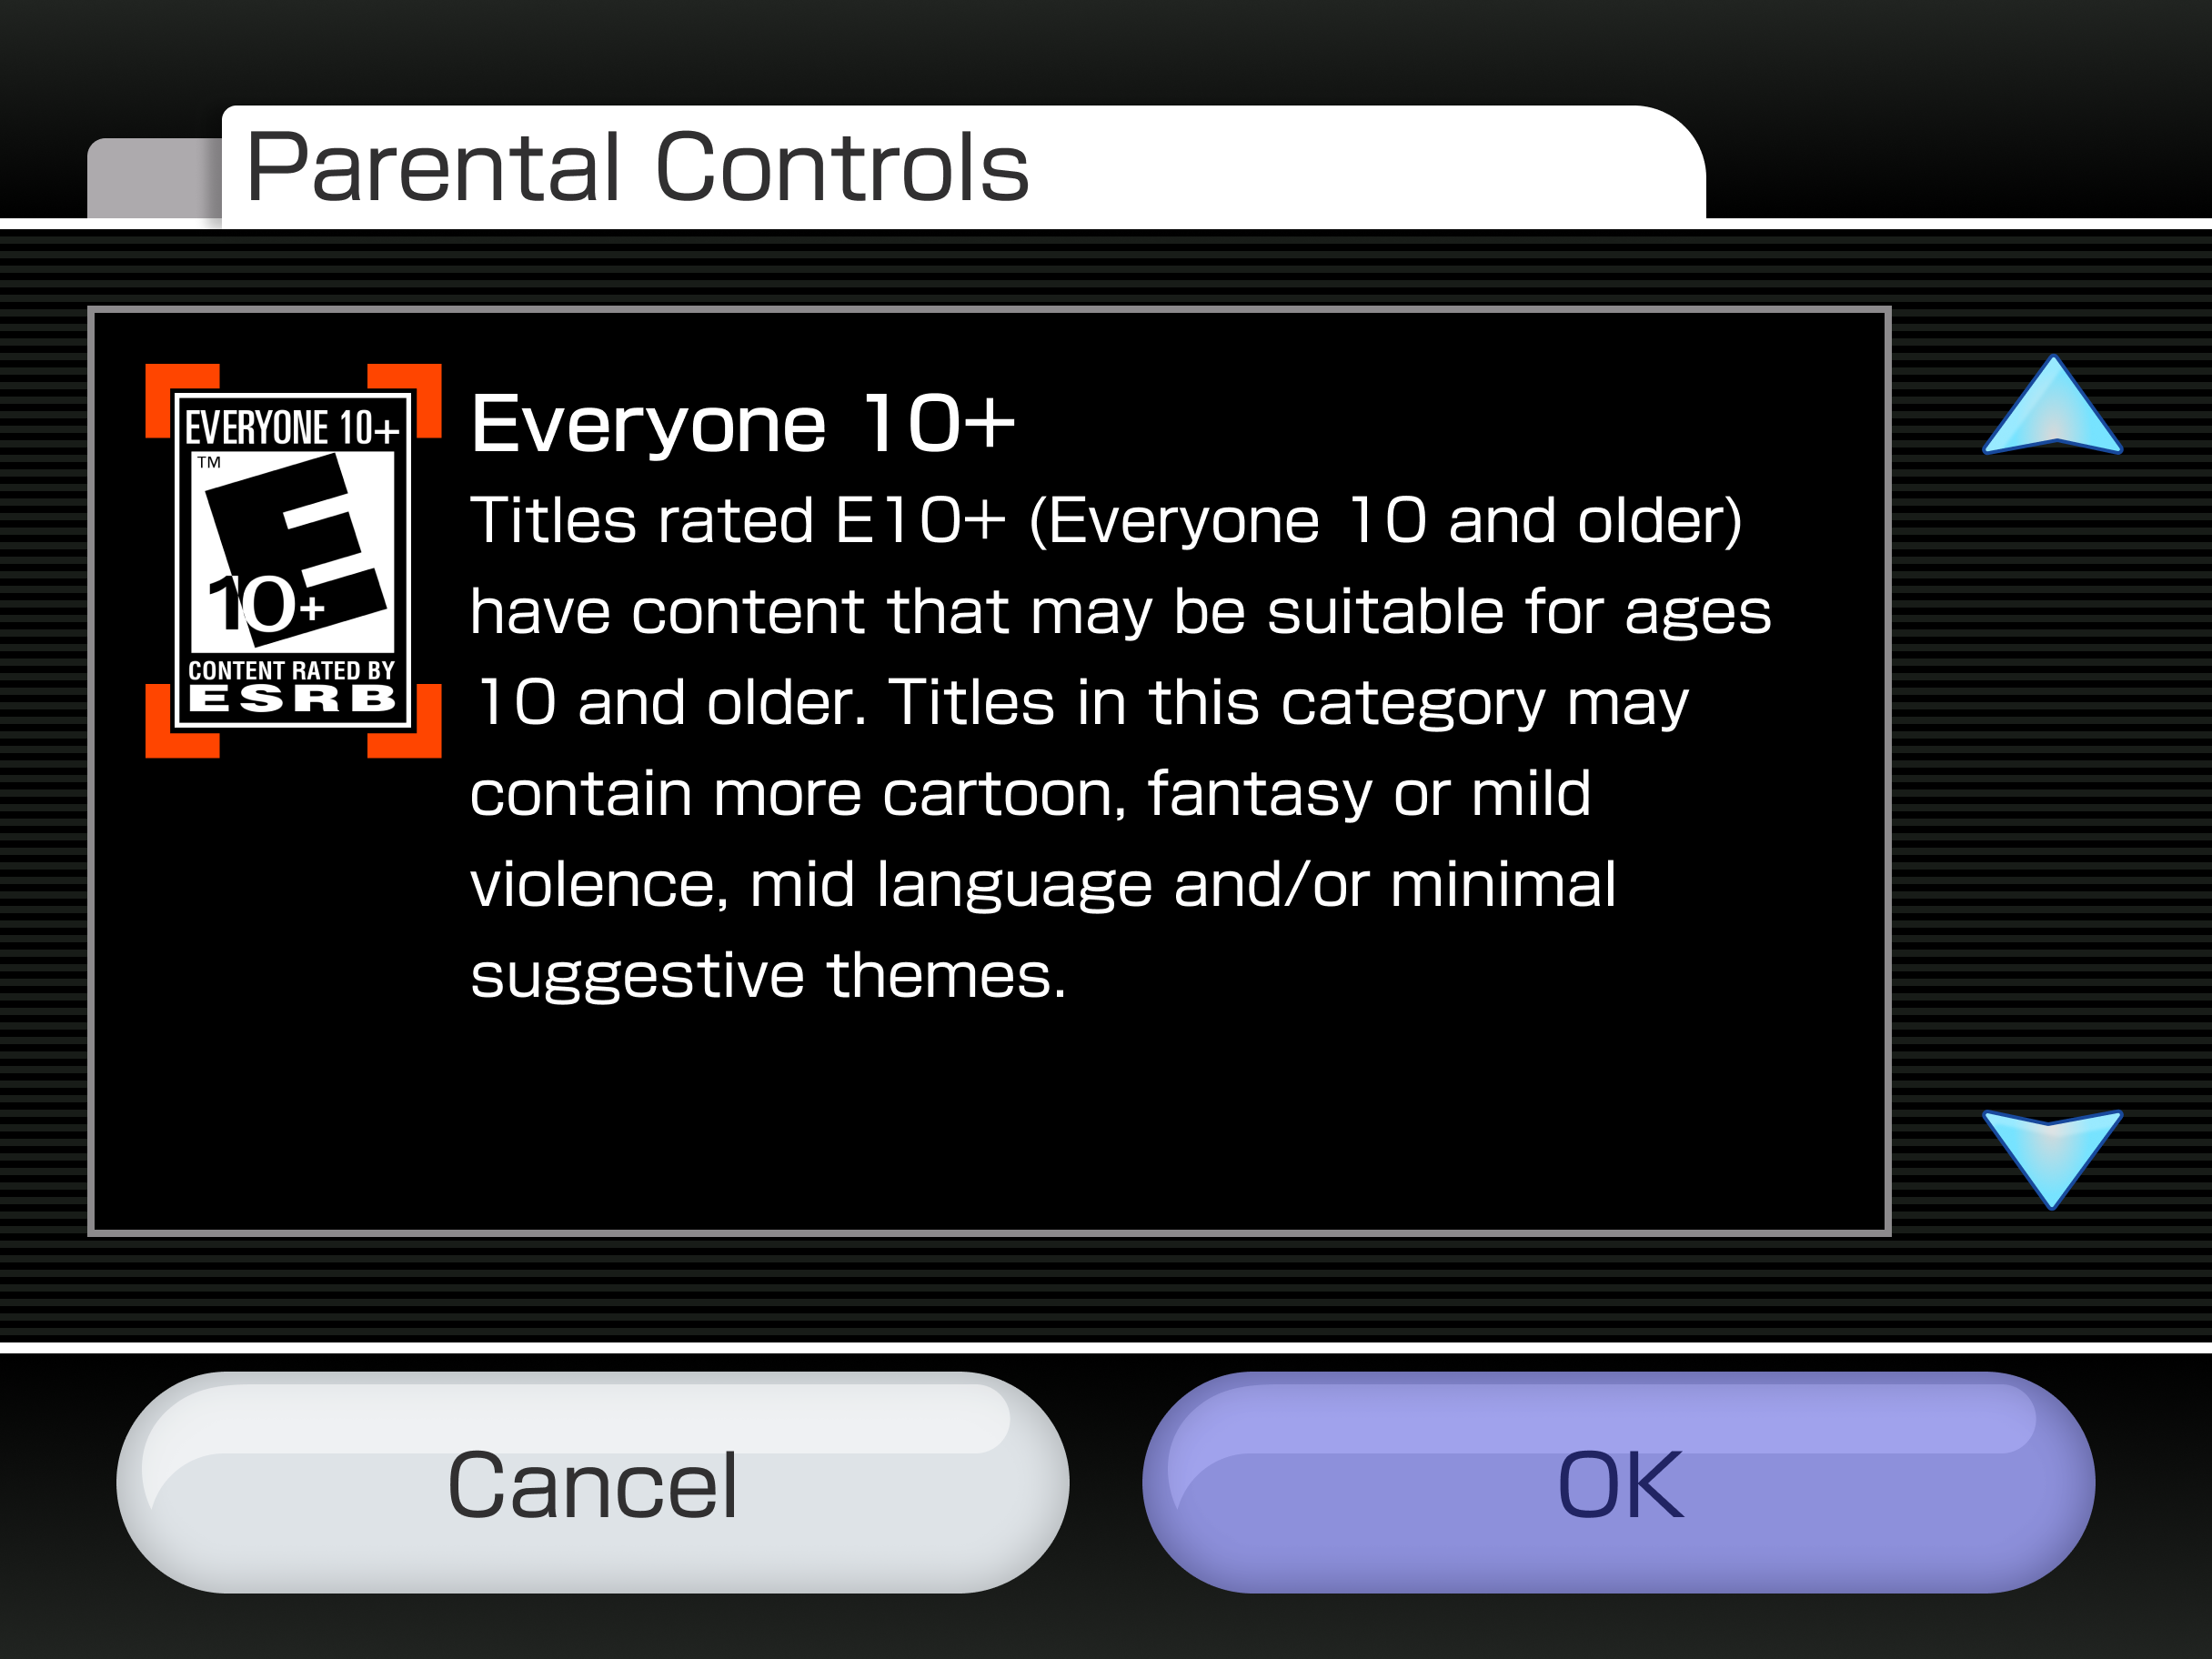 Parental Controls
EVERYONE 10+
TM
E
10+
CONTENT RATED BY
ESRB
Everyone 10+
Titles rated E10+ (Everyone 10 and older)
have content that may be suitable for ages
10 and older. Titles in this category may
contain more cartoon, fantasy or mild
violence, mid language and/or minimal
suggestive themes.
Cancel
OK